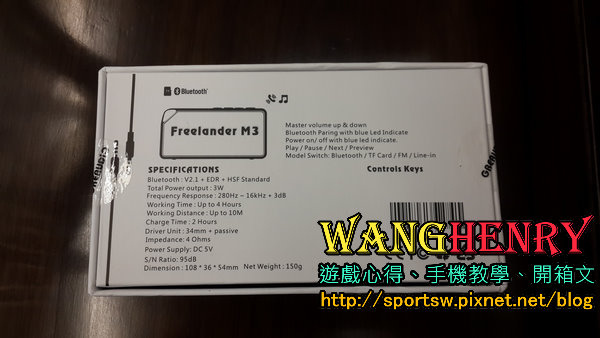 Bluetooth®
Freelander M3
Master volume up & down
Bluetooth Paring with blue Led Indicate
Power on/ off with blue led indicate.
Play / Pause / Next / Preview
Model Switch: Bluetooth / TF Card / FM / Line-in
Controls Keys
SPECIFICATIONS
Bluetooth : V2.1 + EDR + HSF Standard
Total Power output : 3W
Frequency Response : 280Hz ~ 16kHz + 3dB
Working Time : Up to 4 Hours
Working Distance : Up to 10M
Charge Time : 2 Hours
Driver Unit : 34mm + passive
Impedance: 4 Ohms
Power Supply: DC 5V
S/N Ratio: 95dB
Dimension : 108 * 36 * 54mm Net Weight : 150g
WANGHENRY
遊戲心得、手機教學、開箱文
http://sportsw.pixnet.net/blog